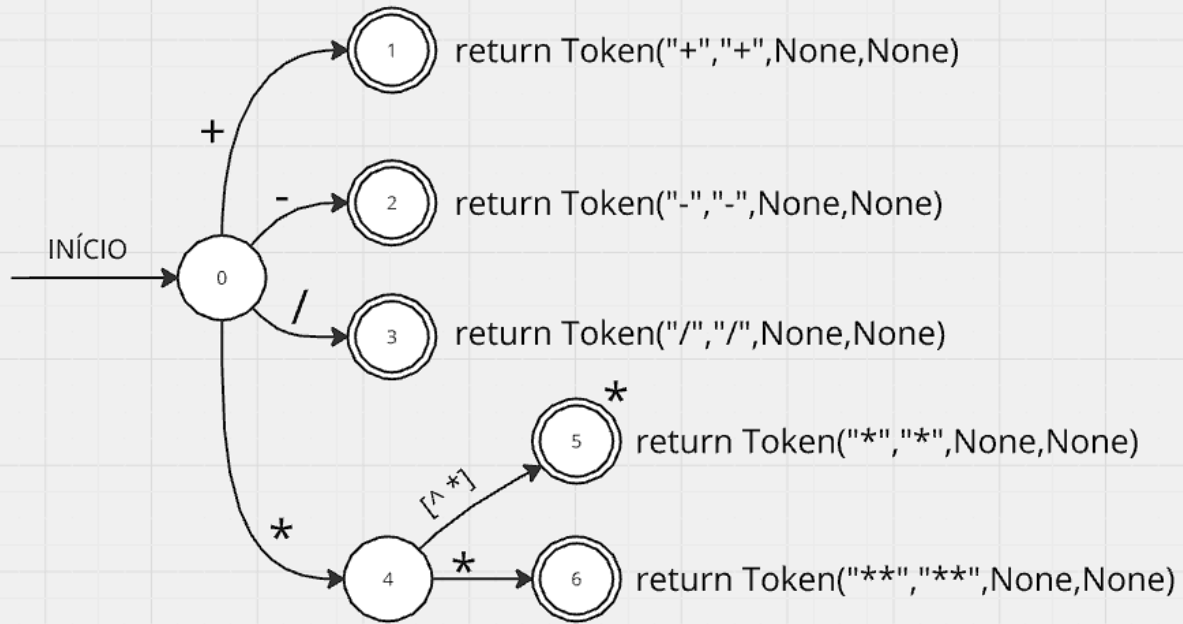 1 return Token("+","+",None,None)
+
- 2 return Token("-","-",None,None)
INÍCIO
0
/ 3 return Token("/","/",None,None)
*
5 return Token("*","*",None,None)
[^ *]
*
4 * 6 return Token("**","**",None,None)